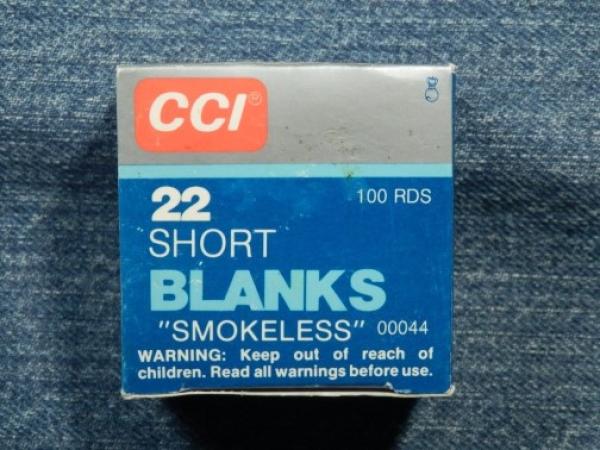 CCI®
22
100 RDS
SHORT
BLANKS
"SMOKELESS" 00044
WARNING: Keep out of reach of
children. Read all warnings before use.